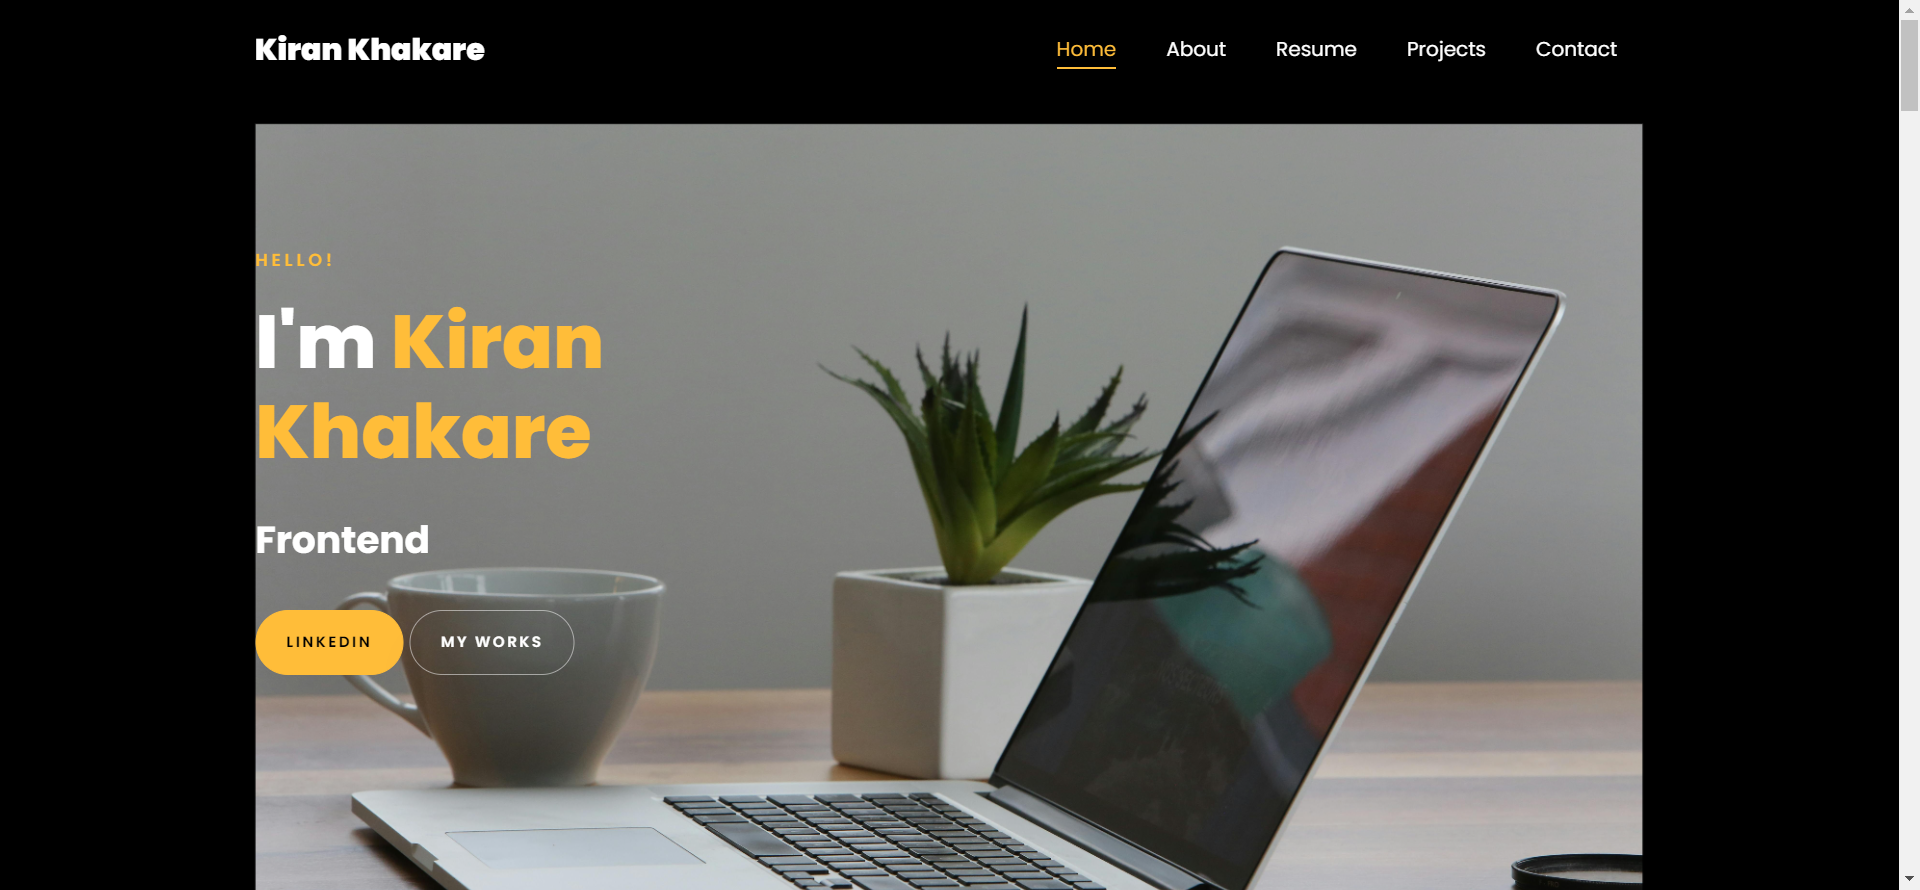 Kiran Khakare
Home About Resume Projects Contact
HELLO!
I'm Kiran
Khakare
Frontend
LINKEDIN MY WORKS